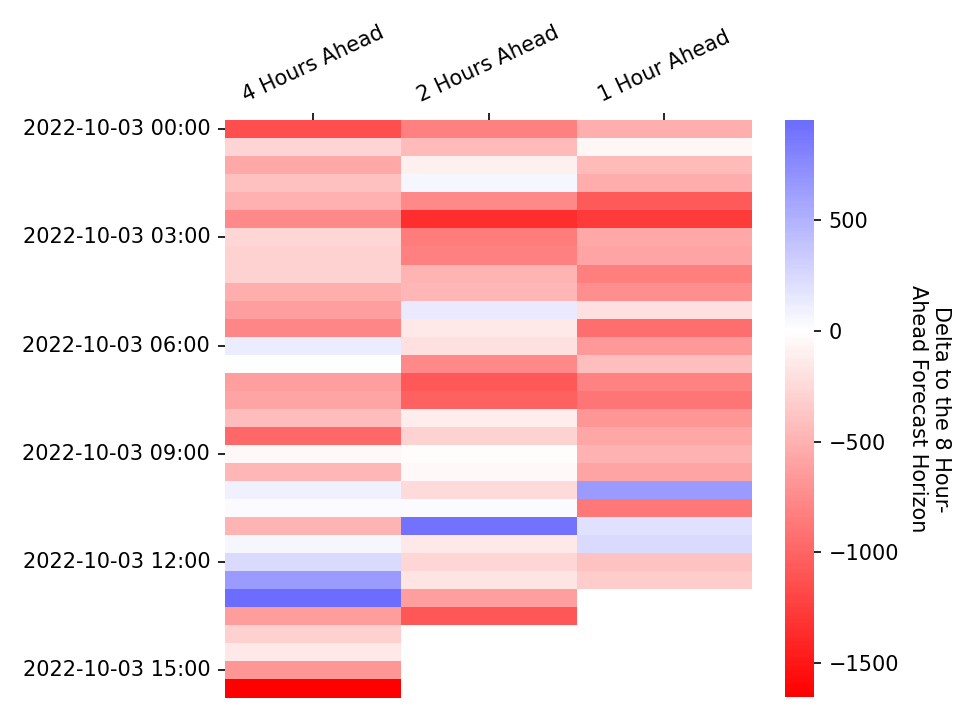 4 Hours Ahead
2 Hours Ahead
1 Hour Ahead
2022-10-03 00:00
2022-10-03 03:00
2022-10-03 06:00
2022-10-03 09:00
2022-10-03 12:00
2022-10-03 15:00
500
0
−500
−1000
−1500
Delta to the 8 Hour-
Ahead Forecast Horizon